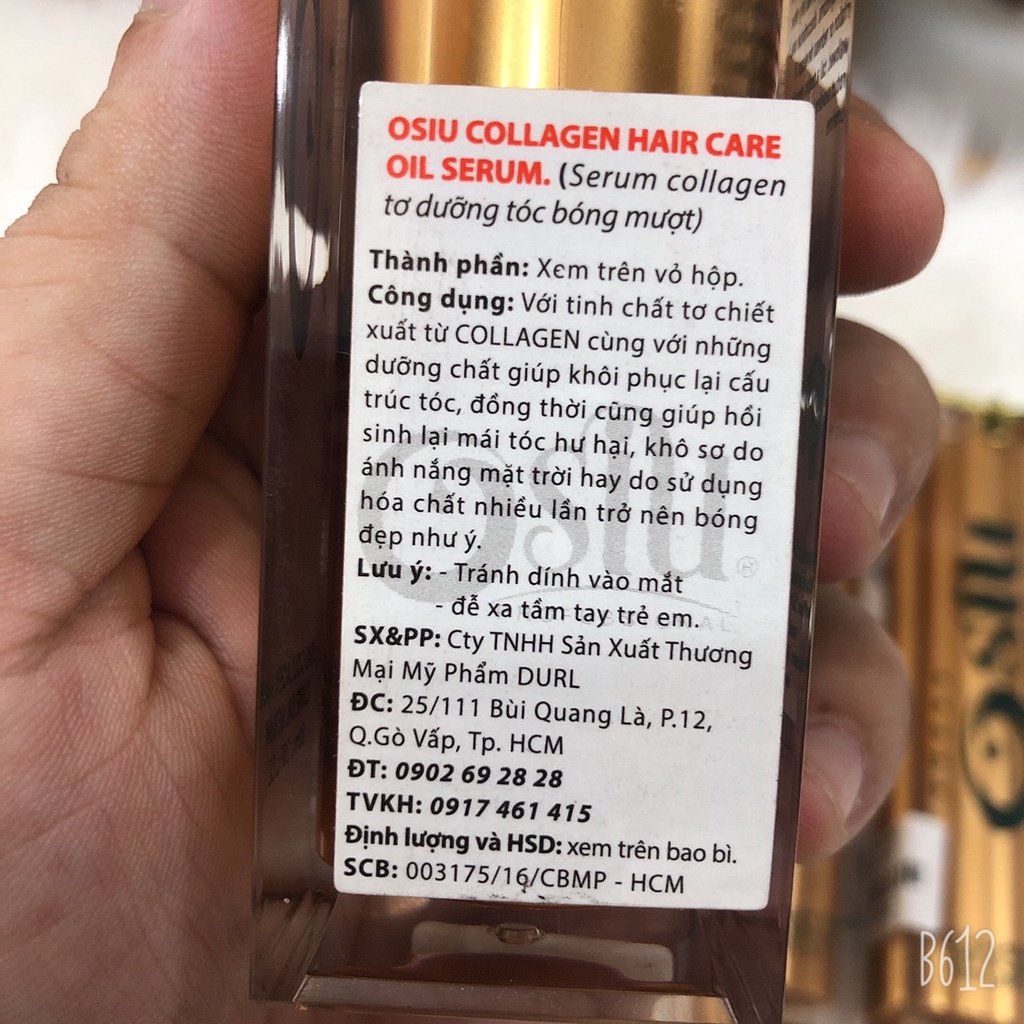 OSIU COLLAGEN HAIR CARE
OIL SERUM. (Serum collagen
tơ dưỡng tóc bóng mượt)
Thành phần: Xem trên vỏ hộp.
Công dụng: Với tinh chất tơ chiết
xuất từ COLLAGEN cùng với những
dưỡng chất giúp khôi phục lại cấu
trúc tóc, đồng thời cũng giúp hồi
sinh lại mái tóc hư hại, khô sơ do
ánh nắng mặt trời hay do sử dụng
hóa chất nhiều lần trở nên bóng
đẹp như ý.
Lưu ý: - Tránh dính vào mắt
- đễ xa tầm tay trẻ em.
SX&PP: Cty TNHH Sản Xuất Thương
Mại Mỹ Phẩm DURL
ĐC: 25/111 Bùi Quang Là, P.12,
Q.Gò Vấp, Tp. HCM
ĐT: 0902 69 28 28
TVKH: 0917 461 415
Định lượng và HSD: xem trên bao bì.
SCB: 003175/16/CBMP - HCM
Osiu ®
Osiu
B612